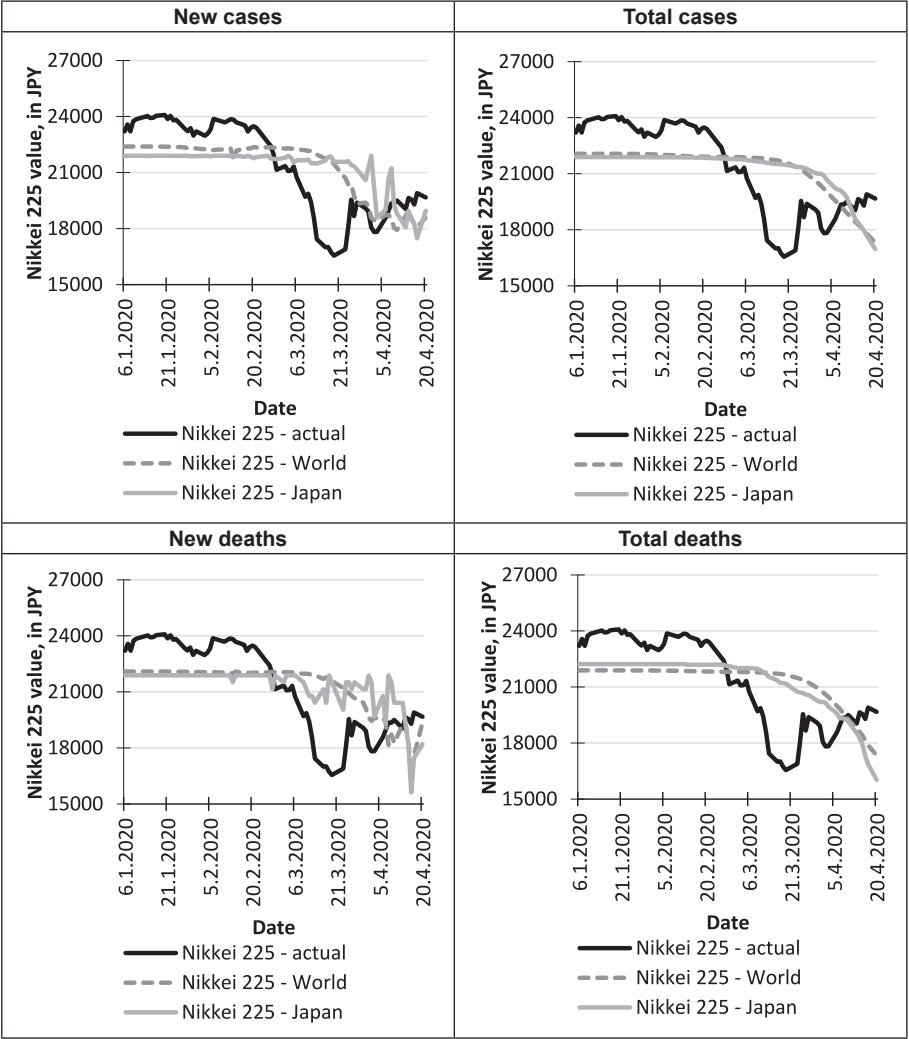 New cases
Total cases
Nikkei 225 value, in JPY
27000
24000
21000
18000
15000
6.1.2020
21.1.2020
5.2.2020
20.2.2020
6.3.2020
21.3.2020
5.4.2020
20.4.2020
Date
Nikkei 225 - actual
Nikkei 225 - World
Nikkei 225 - Japan
Nikkei 225 value, in JPY
27000
24000
21000
18000
15000
6.1.2020
21.1.2020
5.2.2020
20.2.2020
6.3.2020
21.3.2020
5.4.2020
20.4.2020
Date
Nikkei 225 - actual
Nikkei 225 - World
Nikkei 225 - Japan
New deaths
Total deaths
Nikkei 225 value, in JPY
27000
24000
21000
18000
15000
6.1.2020
21.1.2020
5.2.2020
20.2.2020
6.3.2020
21.3.2020
5.4.2020
20.4.2020
Date
Nikkei 225 - actual
Nikkei 225 - World
Nikkei 225 - Japan
Nikkei 225 value, in JPY
27000
24000
21000
18000
15000
6.1.2020
21.1.2020
5.2.2020
20.2.2020
6.3.2020
21.3.2020
5.4.2020
20.4.2020
Date
Nikkei 225 - actual
Nikkei 225 - World
Nikkei 225 - Japan